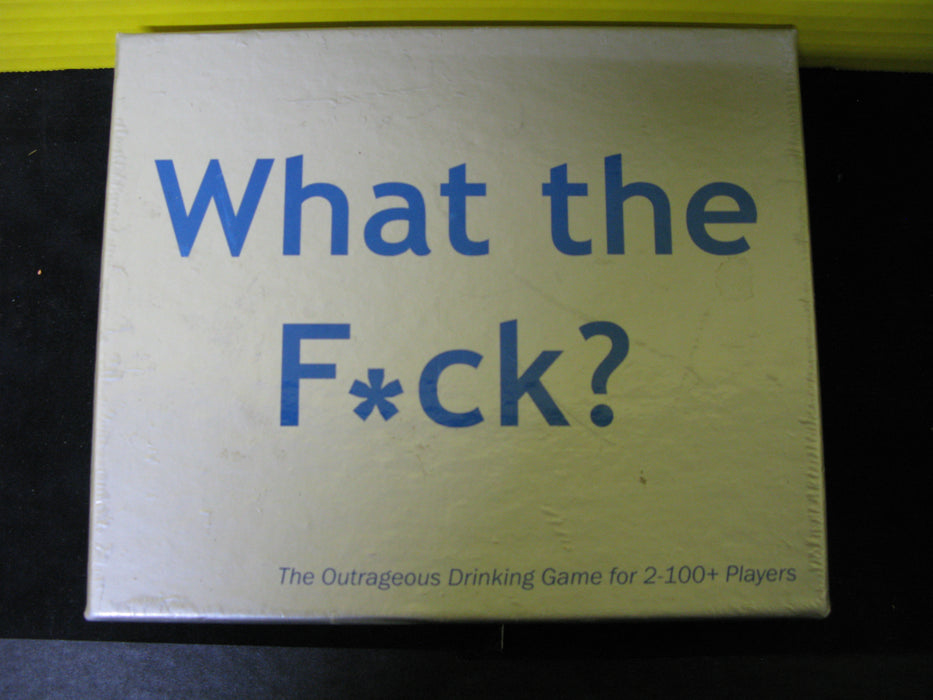 What the
F*ck?
The Outrageous Drinking Game for 2-100+ Players